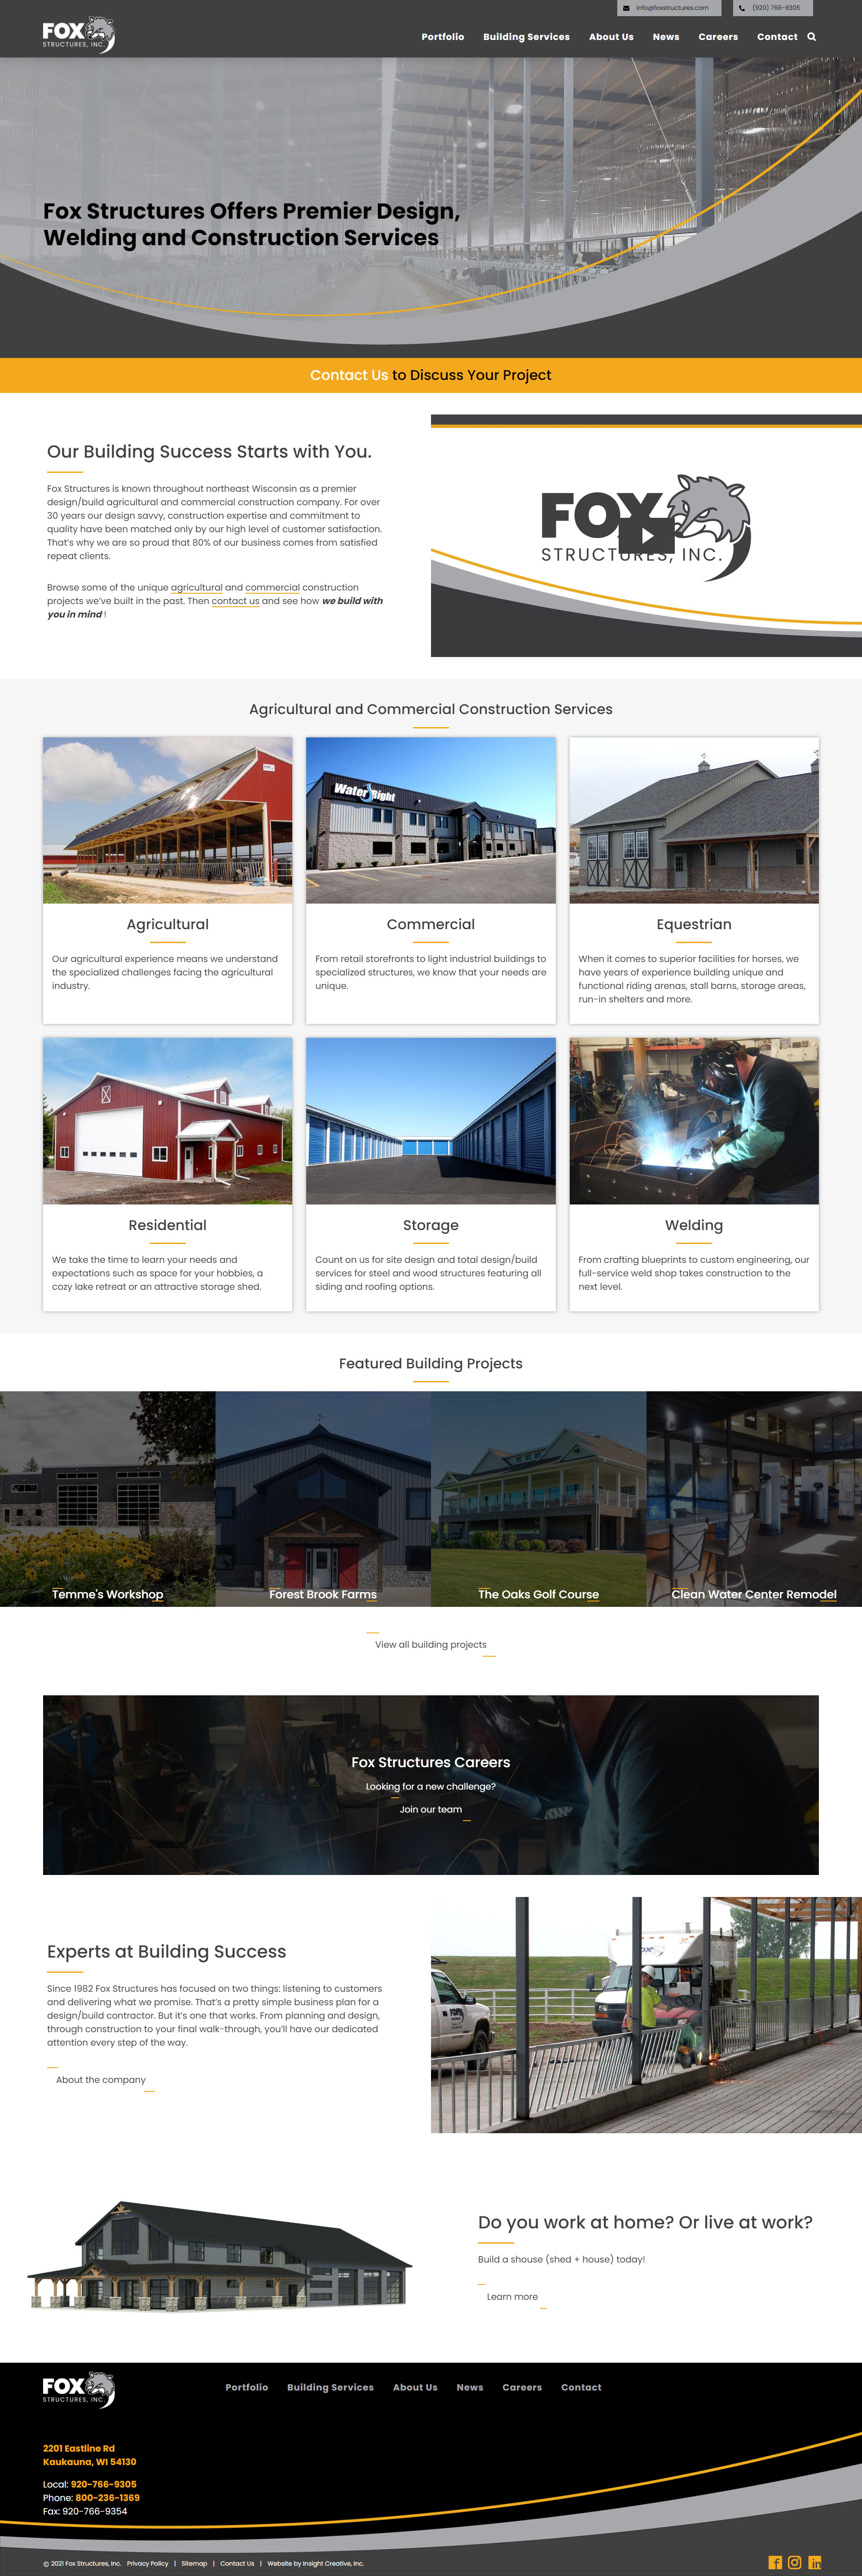 info@foxstructures.com
(920) 766-9305
FOX
STRUCTURES, INC.
Portfolio
Building Services
About Us
News
Careers
Contact
Fox Structures Offers Premier Design,
Welding and Construction Services
Contact Us to Discuss Your Project
Our Building Success Starts with You.
Fox Structures is known throughout northeast Wisconsin as a premier
design/build agricultural and commercial construction company. For over
30 years our design savvy, construction expertise and commitment to
quality have been matched only by our high level of customer satisfaction.
That's why we are so proud that 80% of our business comes from satisfied
repeat clients.
Browse some of the unique agricultural and commercial construction
projects we've built in the past. Then contact us and see how we build with
you in mind !
FOX
STRUCTURES, INC.
Agricultural and Commercial Construction Services
Water Right
Agricultural
Our agricultural experience means we understand
the specialized challenges facing the agricultural
industry.
Commercial
From retail storefronts to light industrial buildings to
specialized structures, we know that your needs are
unique.
Equestrian
When it comes to superior facilities for horses, we
have years of experience building unique and
functional riding arenas, stall barns, storage areas,
run-in shelters and more.
Residential
We take the time to learn your needs and
expectations such as space for your hobbies, a
cozy lake retreat or an attractive storage shed.
Storage
Count on us for site design and total design/build
services for steel and wood structures featuring all
siding and roofing options.
Welding
From crafting blueprints to custom engineering, our
full-service weld shop takes construction to the
next level.
Featured Building Projects
Temme's Workshop
Forest Brook Farms
The Oaks Golf Course
Clean Water Center Remodel
View all building projects
Fox Structures Careers
Looking for a new challenge?
Join our team
Experts at Building Success
Since 1982 Fox Structures has focused on two things: listening to customers
and delivering what we promise. That's a pretty simple business plan for a
design/build contractor. But it's one that works. From planning and design,
through construction to your final walk-through, you'll have our dedicated
attention every step of the way.
About the company
Do you work at home? Or live at work?
Build a shouse (shed + house) today!
Learn more
FOX
STRUCTURES, INC.
Portfolio
Building Services
About Us
News
Careers
Contact
2201 Eastline Rd
Kaukauna, WI 54130
Local: 920-766-9305
Phone: 800-236-1369
Fax: 920-766-9354
© 2021 Fox Structures, Inc. Privacy Policy | Sitemap | Contact Us | Website by Insight Creative, Inc.